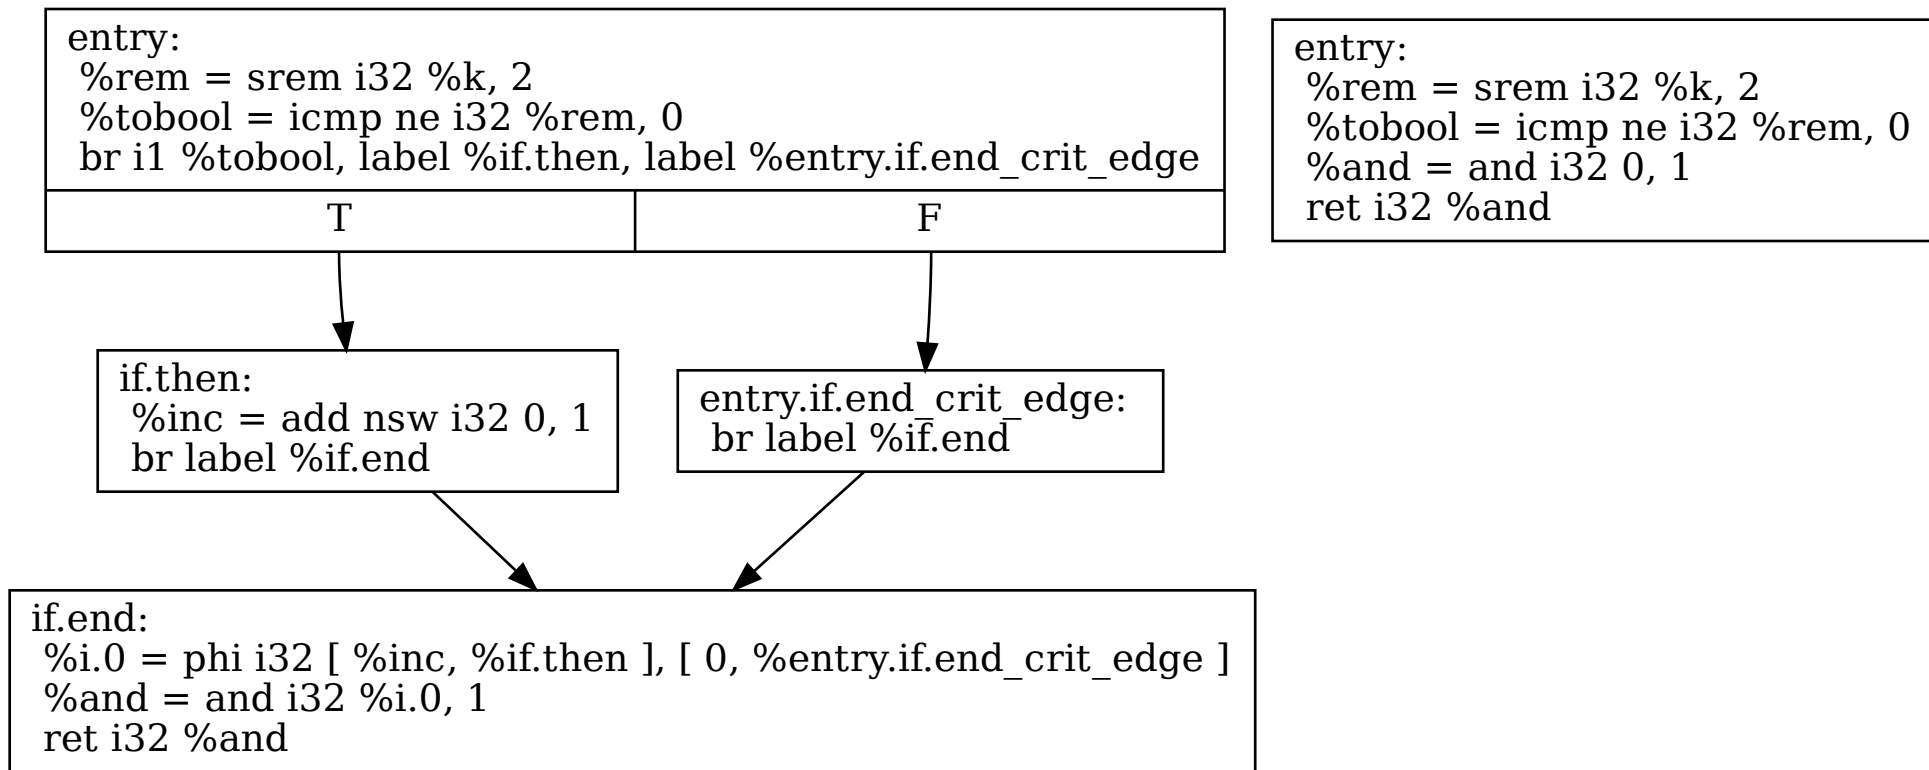 entry:
%rem = srem i32 %k, 2
%tobool = icmp ne i32 %rem, 0
br i1 %tobool, label %if.then, label %entry.if.end_crit_edge
T
F
if.then:
%inc = add nsw i32 0, 1
br label %if.end
entry.if.end_crit_edge:
br label %if.end
if.end:
%i.0 = phi i32 [ %inc, %if.then ], [ 0, %entry.if.end_crit_edge ]
%and = and i32 %i.0, 1
ret i32 %and
entry:
%rem = srem i32 %k, 2
%tobool = icmp ne i32 %rem, 0
%and = and i32 0, 1
ret i32 %and